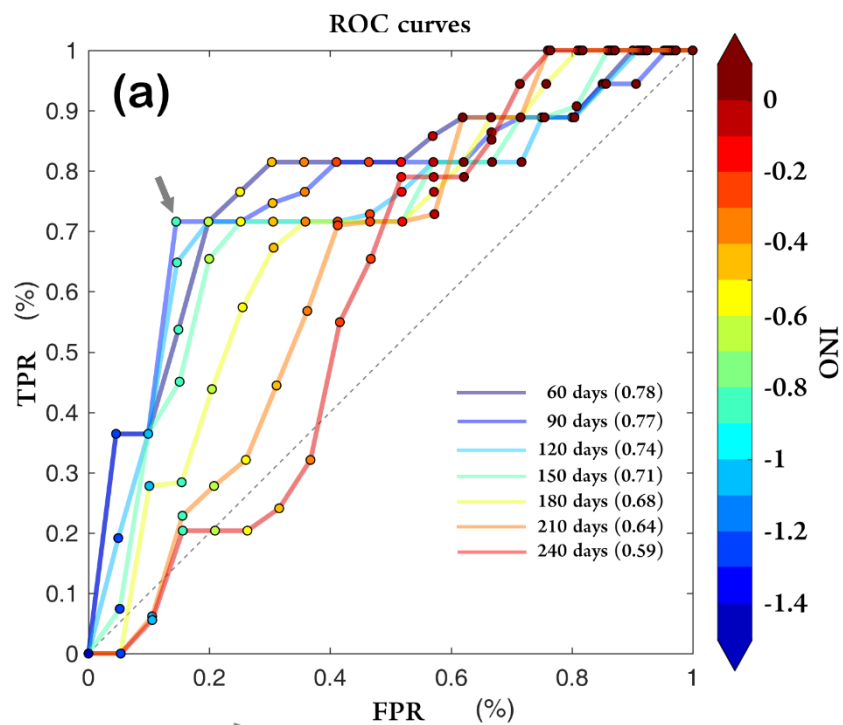 ROC curves
(a)
1
0.9
0.8
0.7
0.6
0.5
0.4
0.3
0.2
0.1
0
TPR (%)
0
0.2
0.4
0.6
0.8
1
FPR (%)
60 days (0.78)
90 days (0.77)
120 days (0.74)
150 days (0.71)
180 days (0.68)
210 days (0.64)
240 days (0.59)
0
-0.2
-0.4
-0.6
-0.8
-1
-1.2
-1.4
ONI